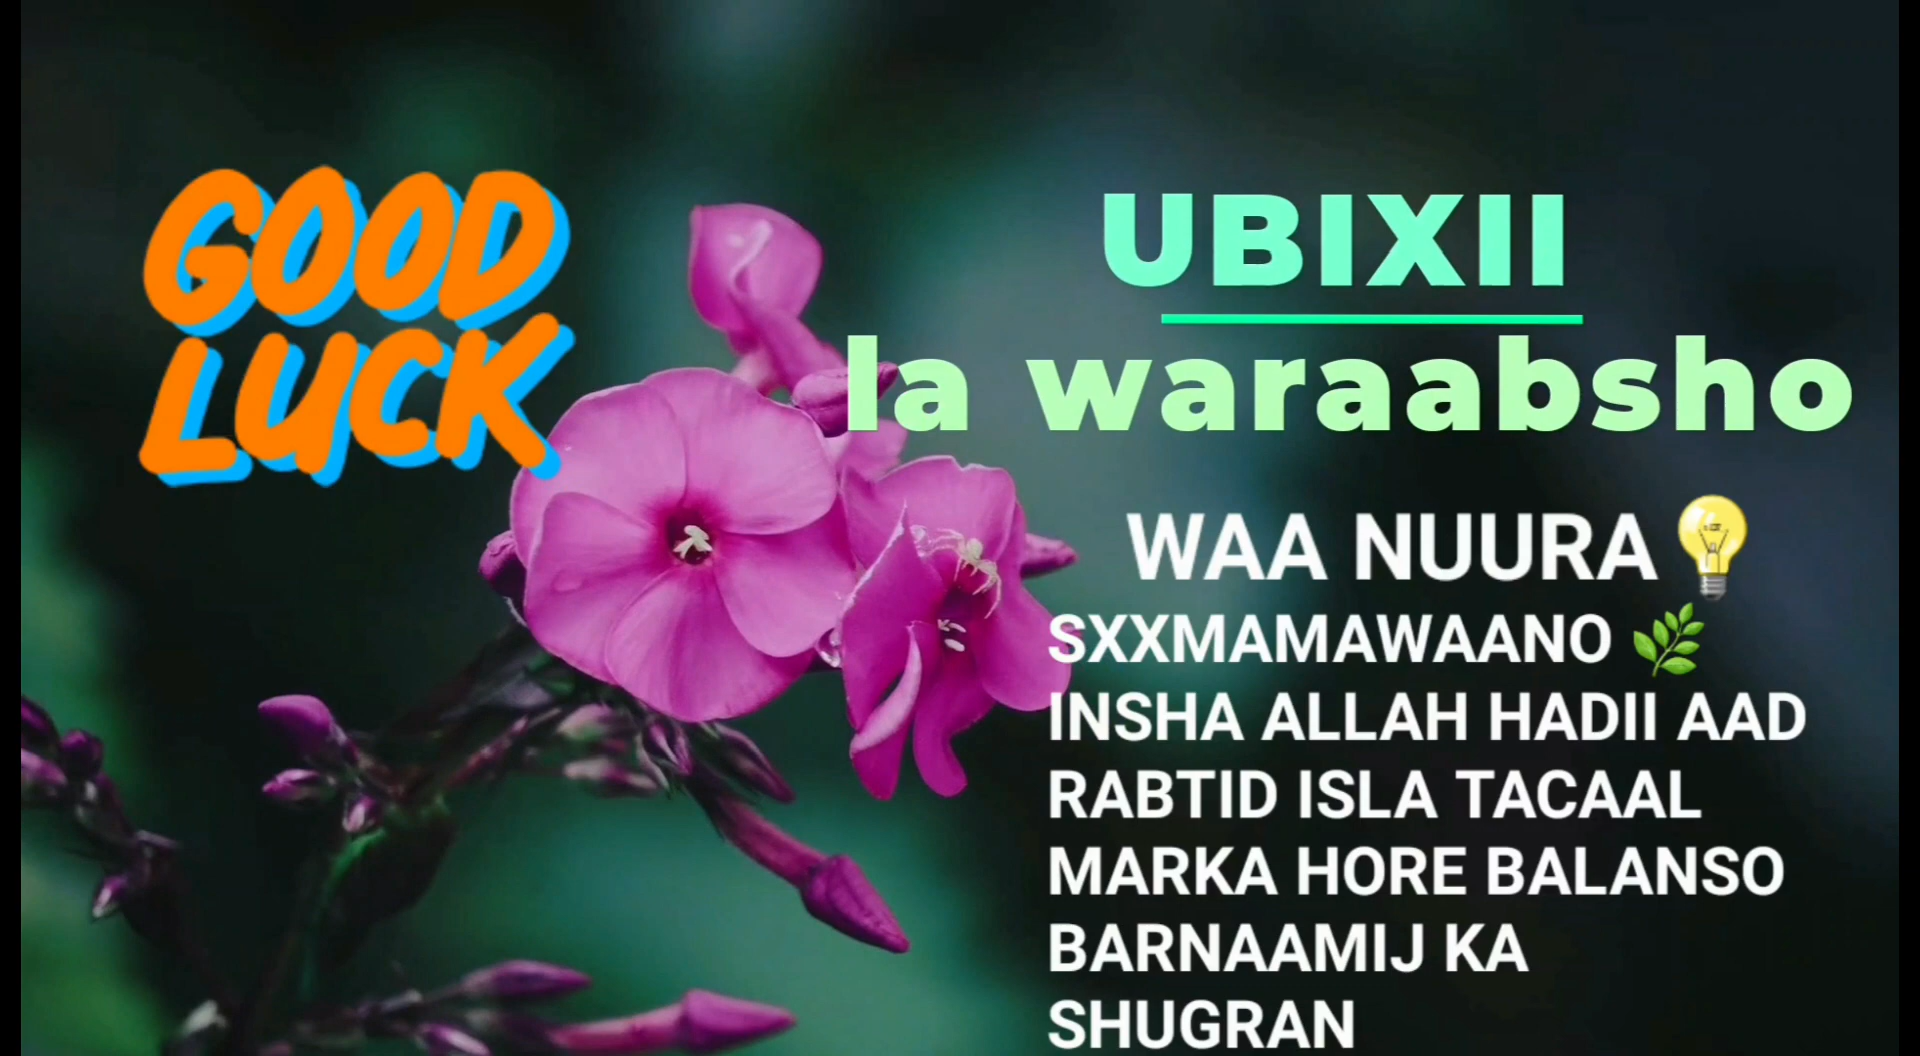 GOOD
LUCK
UBIXII
la waraabsho
WAA NUURA
SXXMAMAWAANO
INSHA ALLAH HADII AAD
RABTID ISLA TACAAL
MARKA HORE BALANSO
BARNAAMIJ KA
SHUGRAN